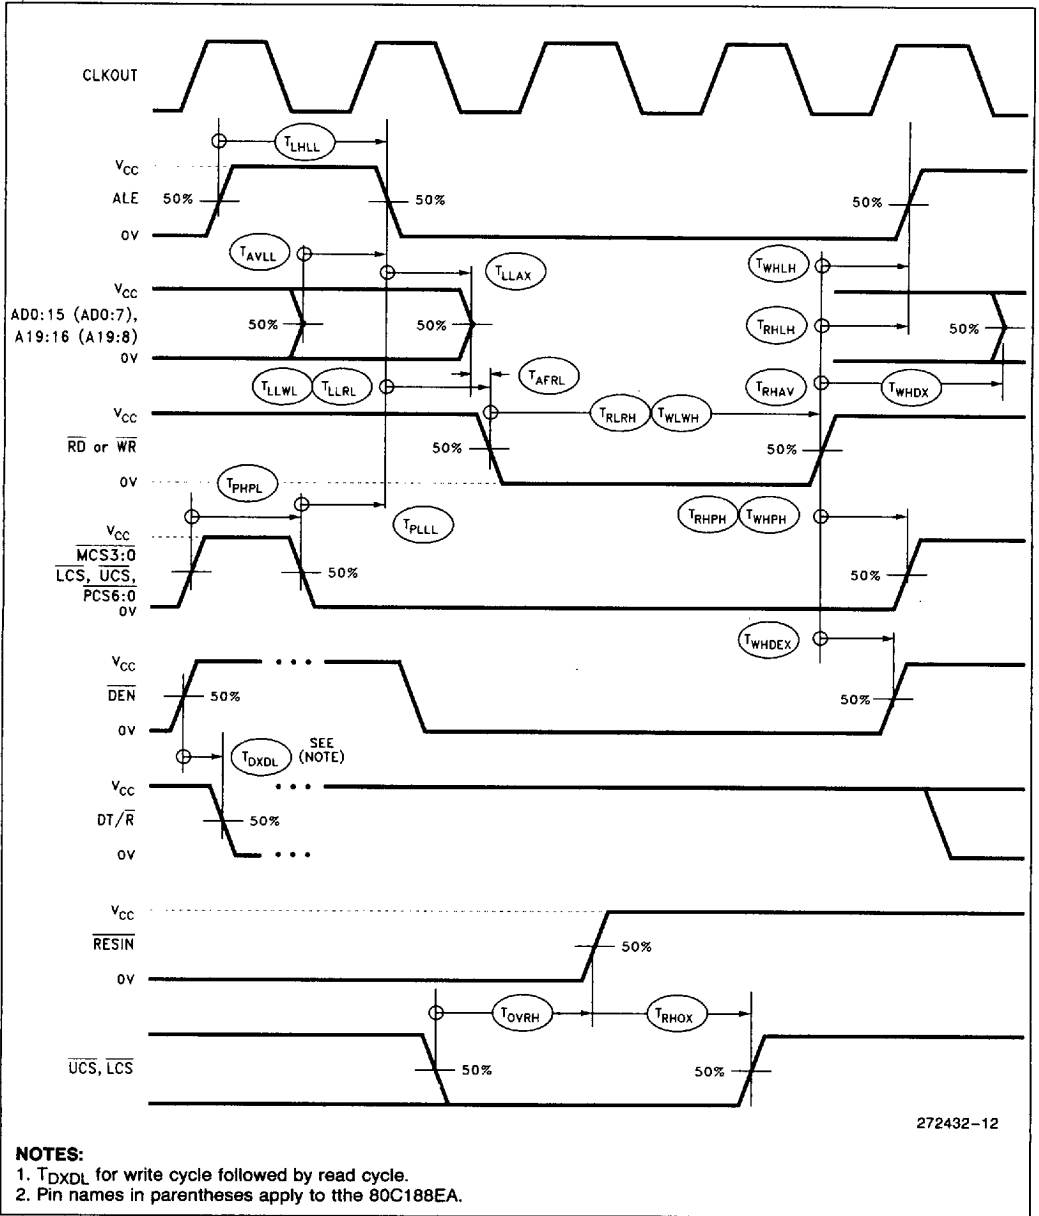 CLKOUT
T_LHLL
V_CC
ALE 50% 50% 50%
0V
T_AVLL T_LLAX T_WHLH
V_CC
AD0:15 (AD0:7),
A19:16 (A19:8)
50% 50% T_RHLH 50%
0V
T_LLWL T_LLRL T_AFRL T_RHAV T_WHDX
V_CC
T_RLRH T_WLWH
RD or WR 50% 50%
0V
T_PHPL T_PLLL T_RHPH T_WHPH
V_CC
MCS3:0
LCS, UCS,
PCS6:0
50% 50%
0V
T_WHDEX
V_CC
DEN 50% 50%
0V
T_DXDL SEE
(NOTE)
V_CC • • •
DT/R 50%
0V • • •
V_CC
RESIN 50%
0V
T_OVRH T_RHOX
UCS, LCS 50% 50%
272432-12
NOTES:
1. T_DXDL for write cycle followed by read cycle.
2. Pin names in parentheses apply to tthe 80C188EA.